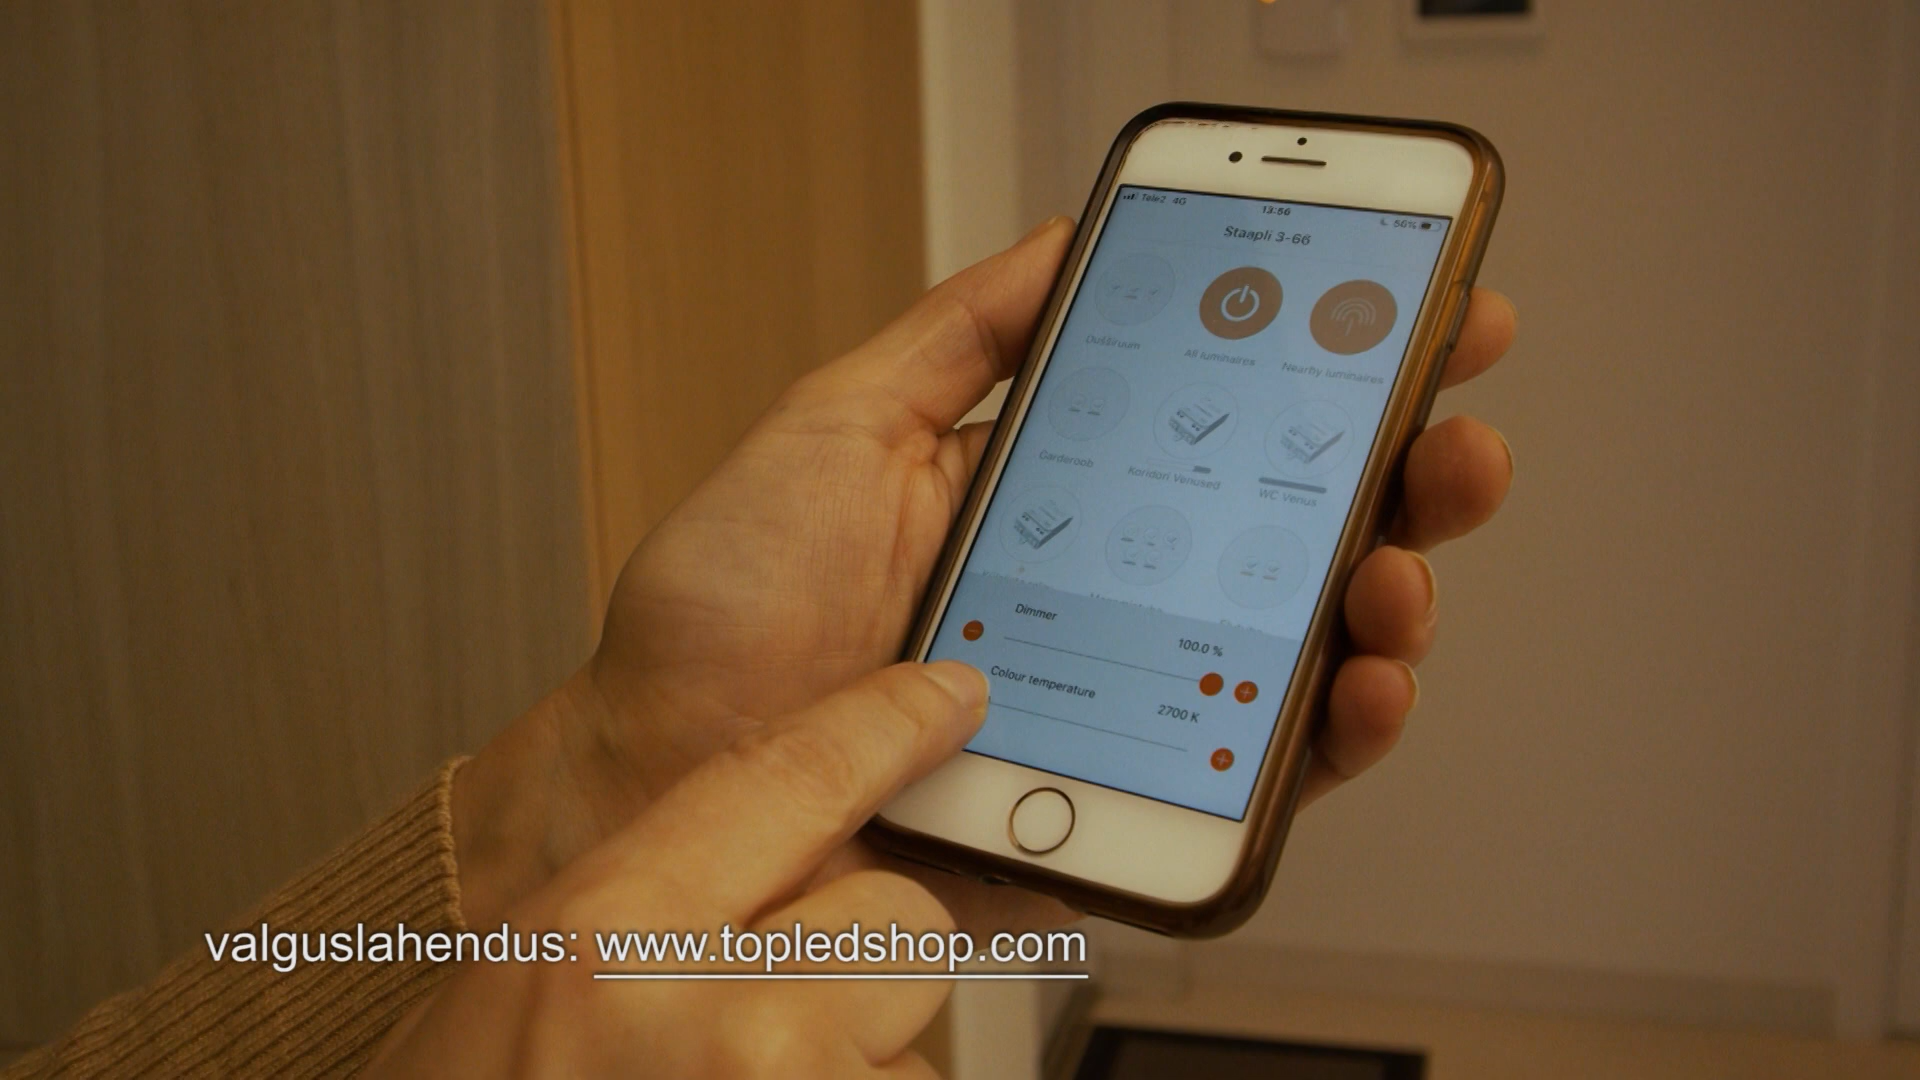 Tele2 4G 13:56 56%
Staapli 3-66
Duširuum All luminaires Nearby luminaires
Garderoob Koridori Venused WC Venus
Dimmer
100.0 %
Colour temperature
2700 K
valguslahendus: www.topledshop.com